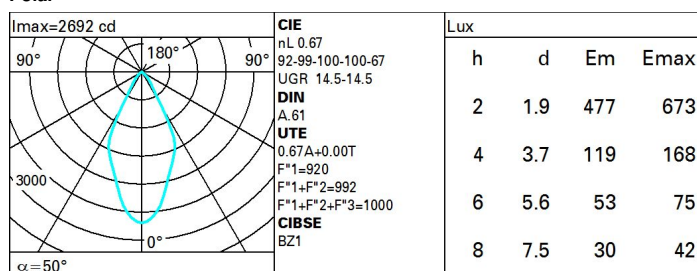 Imax=2692 cd
90°
180°
90°
3000
0°
α=50°
CIE
nL 0.67
92-99-100-100-67
UGR 14.5-14.5
DIN
A.61
UTE
0.67A+0.00T
F"1=920
F"1+F"2=992
F"1+F"2+F"3=1000
CIBSE
BZ1
Lux
h d Em Emax
2 1.9 477 673
4 3.7 119 168
6 5.6 53 75
8 7.5 30 42